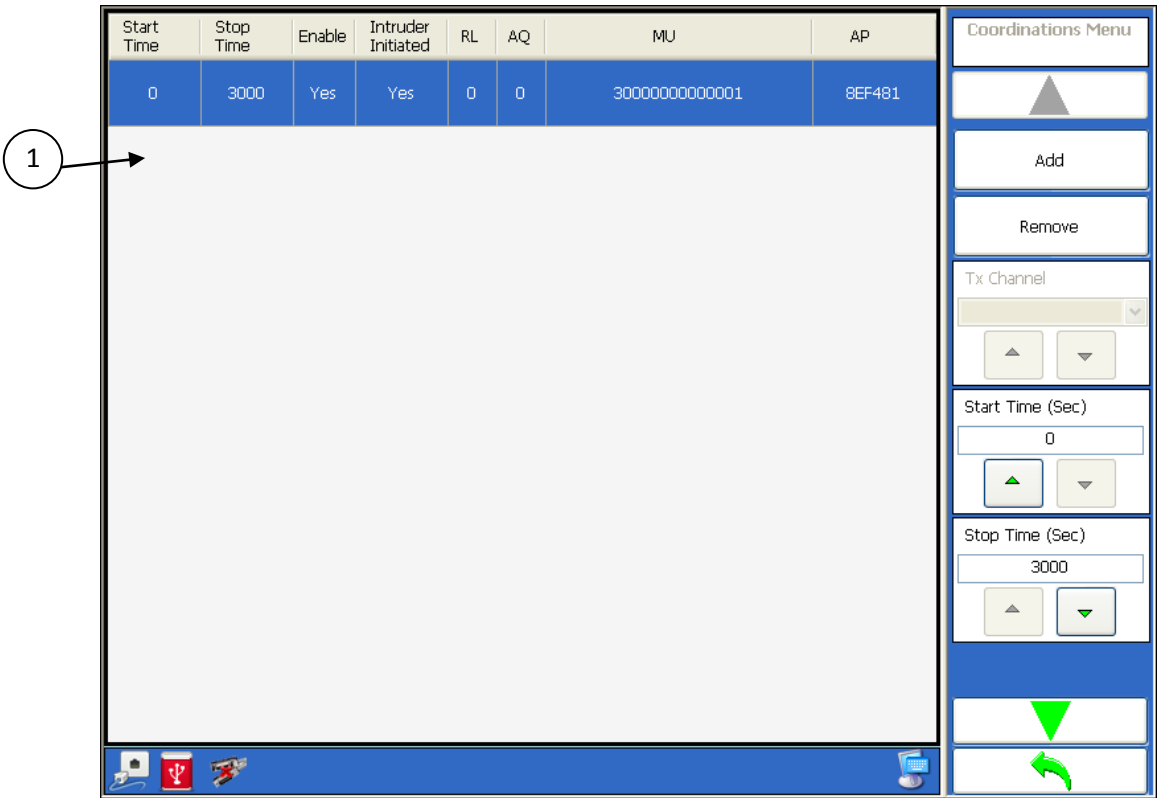 Start Time Stop Time Enable Intruder Initiated RL AQ MU AP
0 3000 Yes Yes 0 0 30000000000001 8EF481
1
Coordinations Menu
Add
Remove
Tx Channel
Start Time (Sec)
0
Stop Time (Sec)
3000